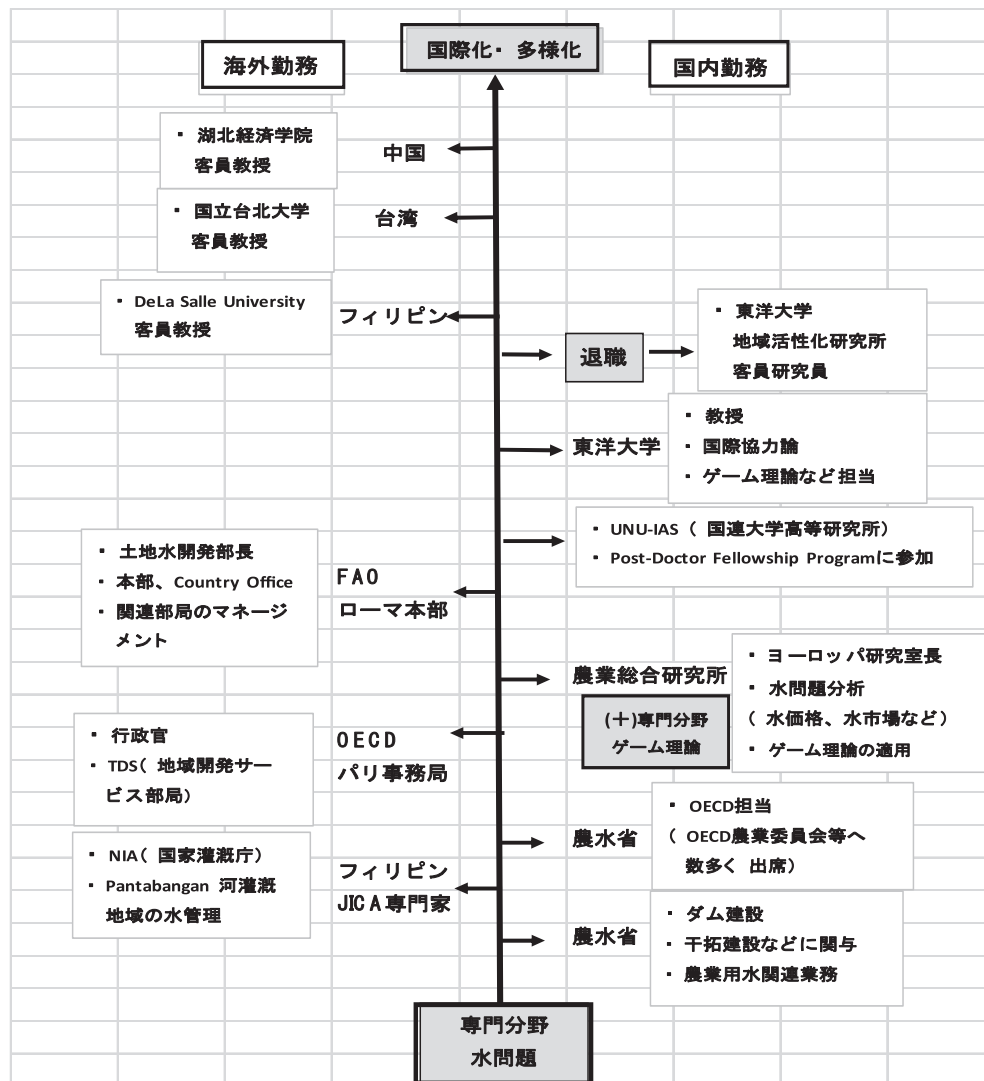 国際化・多様化
海外勤務
国内勤務
・ 湖北経済学院
客員教授
中国
・ 国立台北大学
客員教授
台湾
・ DeLa Salle University
客員教授
フィリピン
退職
・ 東洋大学
地域活性化研究所
客員研究員
東洋大学
・ 教授
・ 国際協力論
・ ゲーム理論など担当
・ UNU-IAS（ 国連大学高等研究所）
・ Post-Doctor Fellowship Programに参加
・ 土地水開発部長
・ 本部、Country Office
・ 関連部局のマネージ
メント
FAO
ローマ本部
農業総合研究所
・ ヨーロッパ研究室長
・ 水問題分析
（ 水価格、水市場など）
・ ゲーム理論の適用
(＋)専門分野
ゲーム理論
・ 行政官
・ TDS（ 地域開発サー
ビス部局）
OECD
パリ事務局
農水省
・ OECD担当
（ OECD農業委員会等へ
数多く 出席）
・ NIA（ 国家灌漑庁）
・ Pantabangan 河灌漑
地域の水管理
フィリピン
JICA専門家
農水省
・ ダム建設
・ 干拓建設などに関与
・ 農業用水関連業務
専門分野
水問題